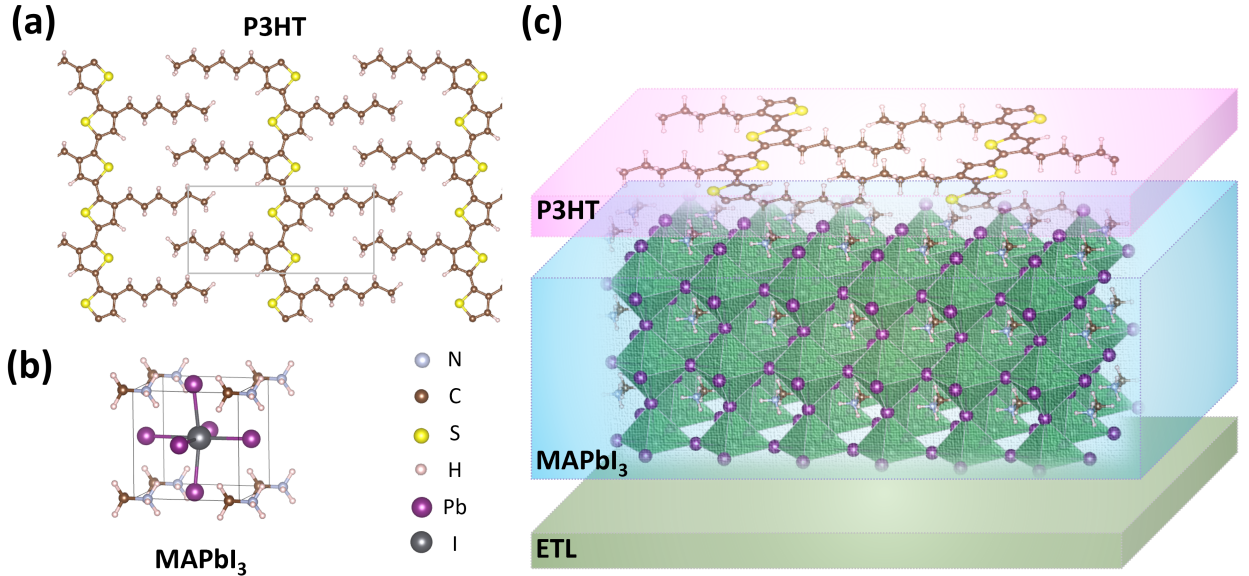 (a)
P3HT
(b)
MAPbI₃
N
C
S
H
Pb
I
(c)
P3HT
MAPbI₃
ETL